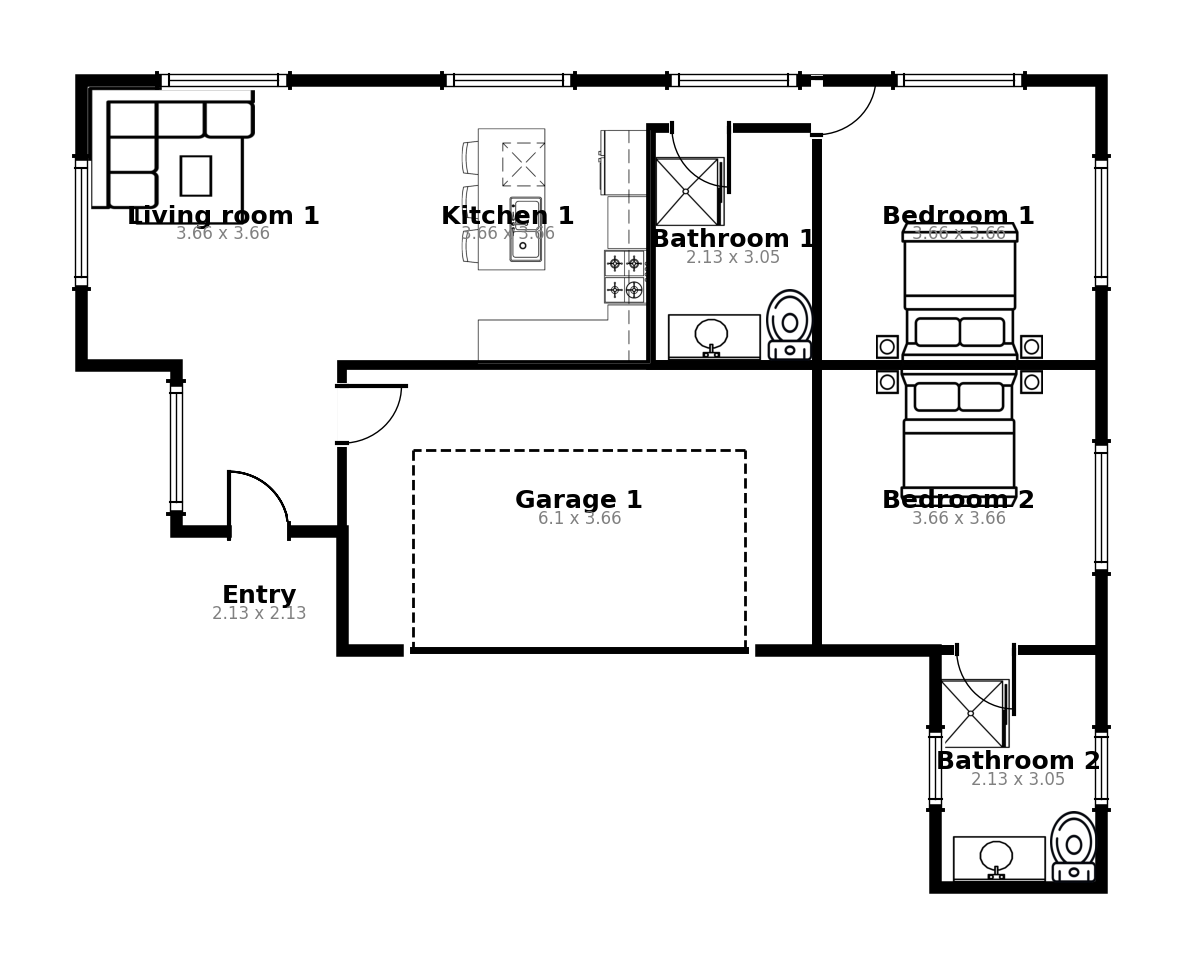 Living room 1
3.66 x 3.66
Kitchen 1
3.66 x 3.66
Bathroom 1
2.13 x 3.05
Bedroom 1
3.66 x 3.66
Garage 1
6.1 x 3.66
Bedroom 2
3.66 x 3.66
Entry
2.13 x 2.13
Bathroom 2
2.13 x 3.05